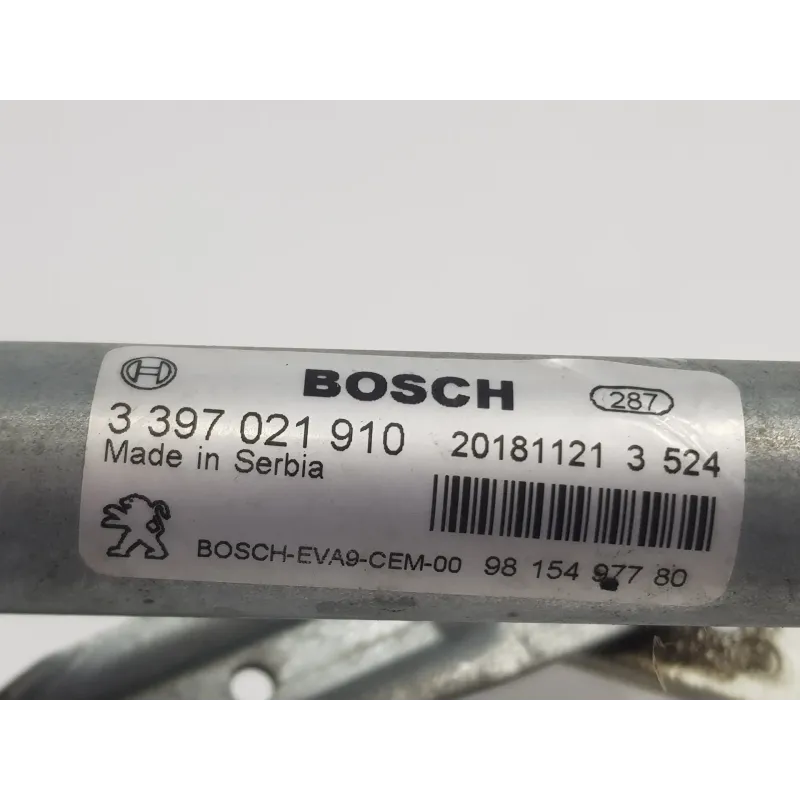 BOSCH 287
3 397 021 910 20181121 3 524
Made in Serbia
BOSCH-EVA9-CEM-00 98 154 977 80